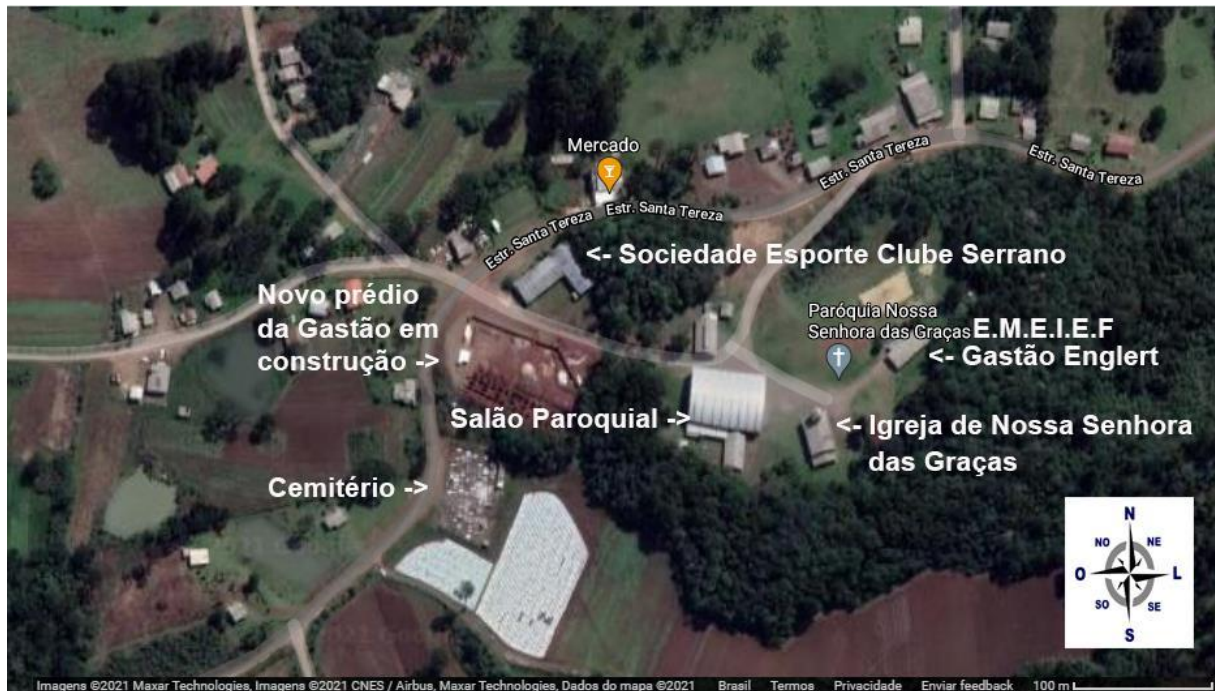 Mercado
Estr. Santa Tereza
Estr. Santa Tereza
Estr. Santa Tereza
Estr. Santa Tereza
<- Sociedade Esporte Clube Serrano
Novo prédio
da Gastão em
construção ->
Paróquia Nossa
Senhora das Graças
E.M.E.I.E.F
<- Gastão Englert
Salão Paroquial ->
<- Igreja de Nossa Senhora
das Graças
Cemitério ->
N
NO NE
O L
SO SE
S
Imagens ©2021 Maxar Technologies, Imagens ©2021 CNES / Airbus, Maxar Technologies, Dados do mapa ©2021 Brasil Termos Privacidade Enviar feedback 100 m